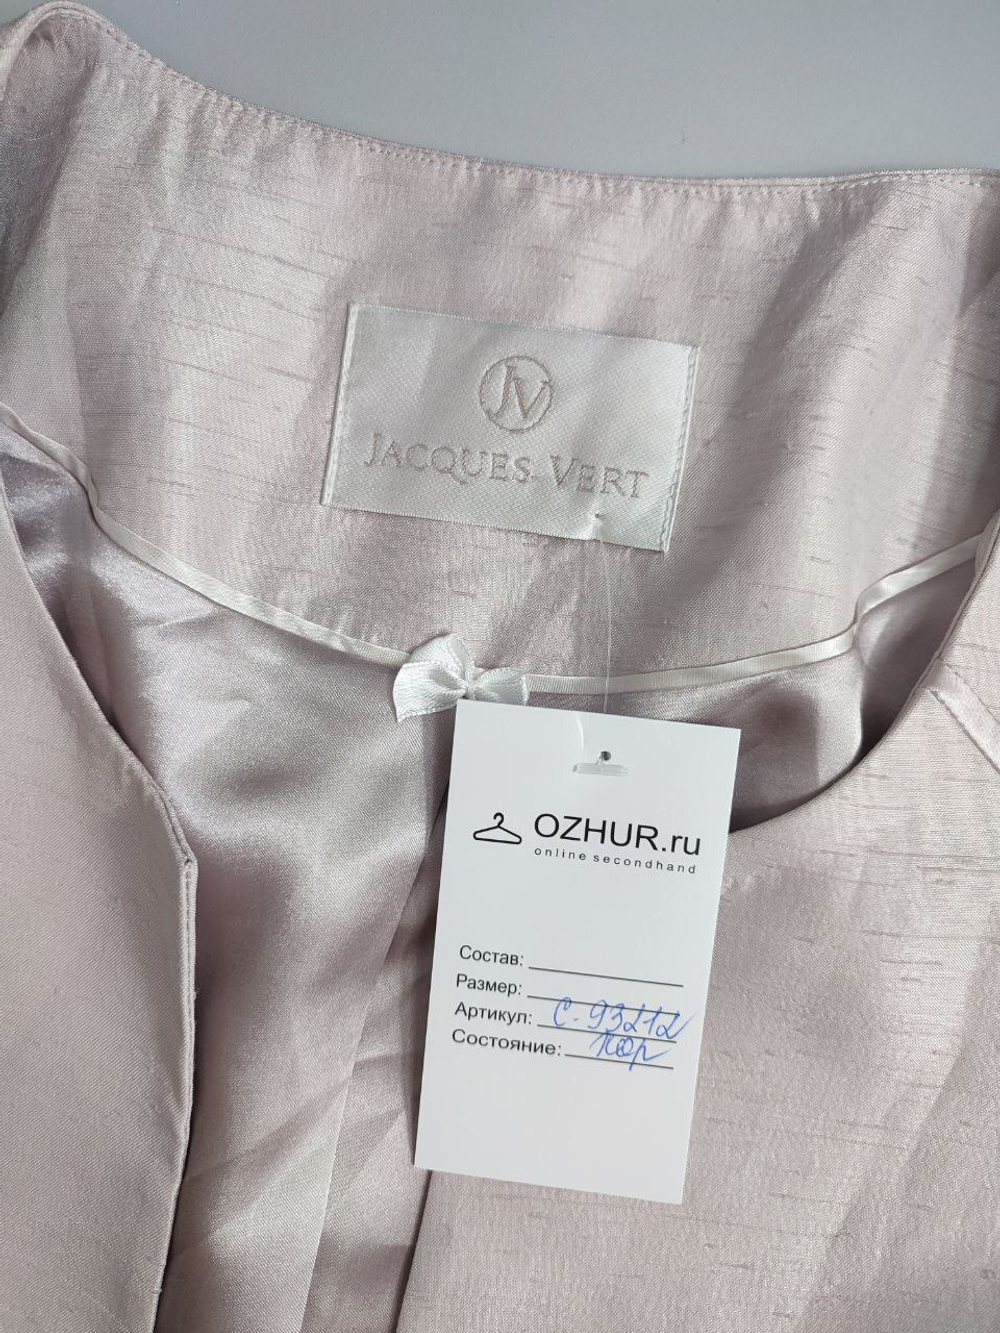 JV
JACQUES VERT
OZHUR.ru
online secondhand
Состав:
Размер:
Артикул: С-93212
Состояние: Хор